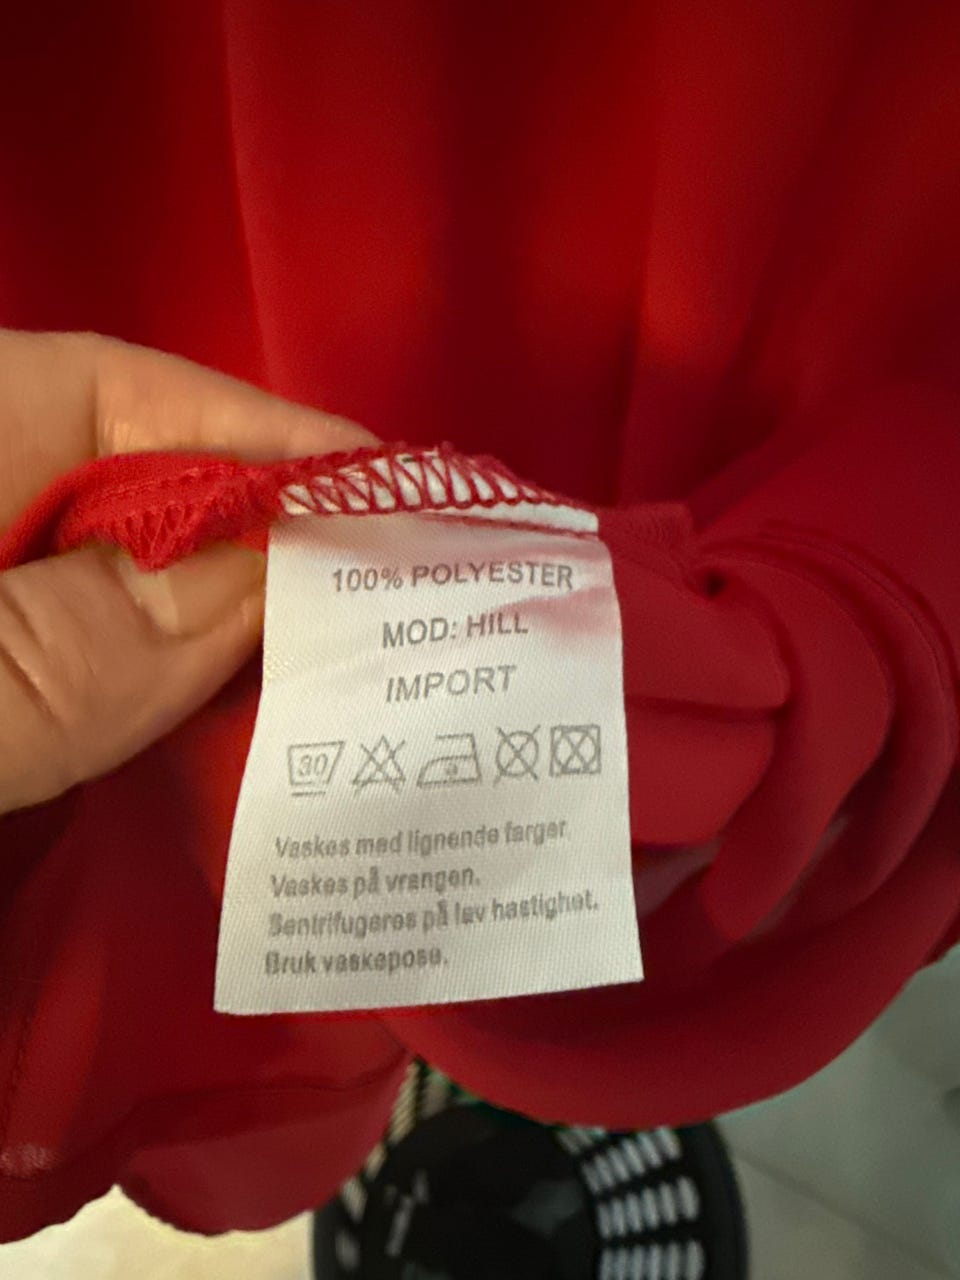 100% POLYESTER
MOD: HILL
IMPORT
30
Vaskes med lignende farger.
Vaskes på vrangen.
Sentrifugeres på lav hastighet.
Bruk vaskepose.